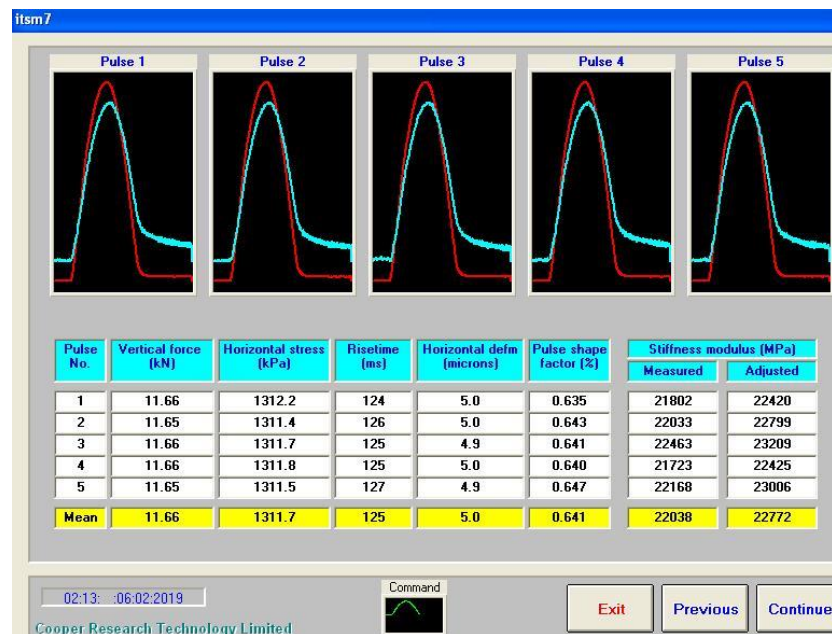 itsm7
Pulse 1 Pulse 2 Pulse 3 Pulse 4 Pulse 5
Pulse No. Vertical force (kN) Horizontal stress (kPa) Risetime (ms) Horizontal defm (microns) Pulse shape factor (%) Stiffness modulus (MPa)
Measured Adjusted
1 11.66 1312.2 124 5.0 0.635 21802 22420
2 11.65 1311.4 126 5.0 0.643 22033 22799
3 11.66 1311.7 125 4.9 0.641 22463 23209
4 11.66 1311.8 125 5.0 0.640 21723 22425
5 11.65 1311.5 127 4.9 0.647 22168 23006
Mean 11.66 1311.7 125 5.0 0.641 22038 22772
02:13: :06:02:2019
Command
Exit Previous Continue
Cooper Research Technology Limited